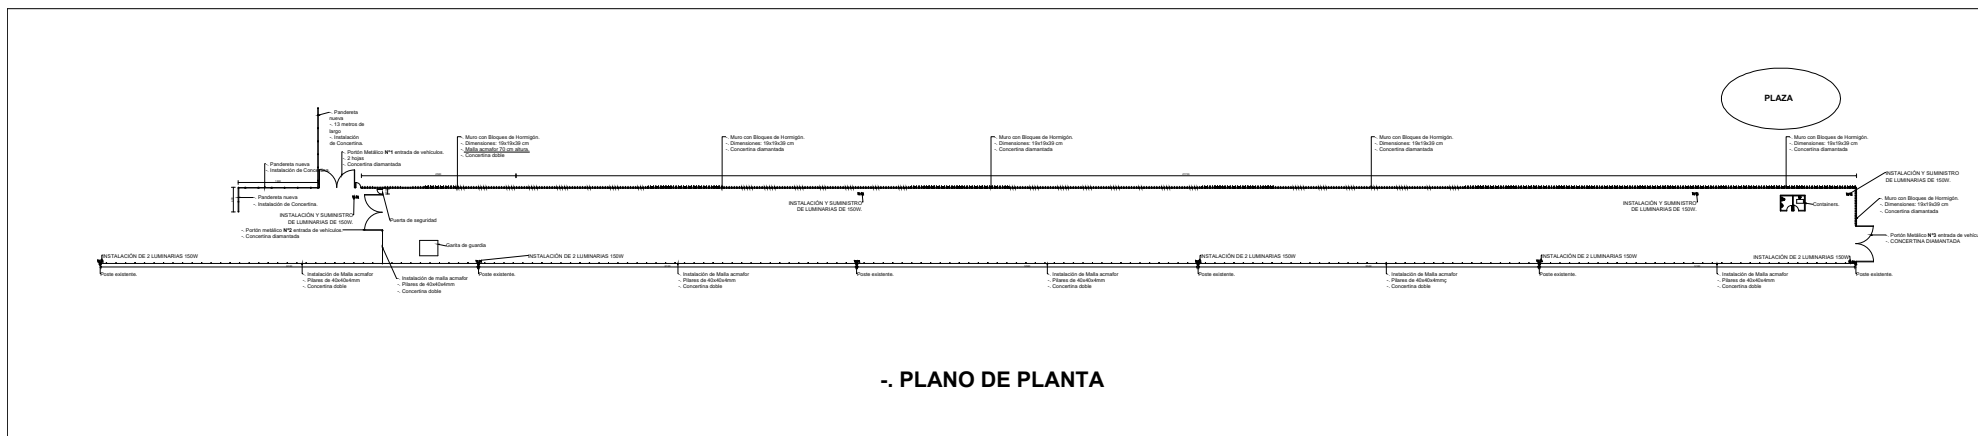 PLAZA
-. Pandereta
nueva
-. 13 metros de
largo
-. Instalación
de Concertina.
-. Portón Metálico Nº1 entrada de vehículos.
-. 2 hojas
-. Concertina diamantada
-. Pandereta nueva
-. Instalación de Concertina.
-. Pandereta nueva
-. Instalación de Concertina.
-. Muro con Bloques de Hormigón.
-. Dimensiones: 19x19x39 cm
-. Malla acmafor 70 cm altura.
-. Concertina doble
-. Muro con Bloques de Hormigón.
-. Dimensiones: 19x19x39 cm
-. Concertina diamantada
-. Muro con Bloques de Hormigón.
-. Dimensiones: 19x19x39 cm
-. Concertina diamantada
-. Muro con Bloques de Hormigón.
-. Dimensiones: 19x19x39 cm
-. Concertina diamantada
-. Muro con Bloques de Hormigón.
-. Dimensiones: 19x19x39 cm
-. Concertina diamantada
INSTALACIÓN Y SUMINISTRO
DE LUMINARIAS DE 150W.
INSTALACIÓN Y SUMINISTRO
DE LUMINARIAS DE 150W.
INSTALACIÓN Y SUMINISTRO
DE LUMINARIAS DE 150W.
INSTALACIÓN Y SUMINISTRO
DE LUMINARIAS DE 150W.
Puerta de seguridad
Containers.
-. Muro con Bloques de Hormigón.
-. Dimensiones: 19x19x39 cm
-. Concertina diamantada
-. Portón metálico Nº2 entrada de vehículos.
-. Concertina diamantada
Garita de guardia
-. Portón Metálico Nº3 entrada de vehícu
-. CONCERTINA DIAMANTADA
INSTALACIÓN DE 2 LUMINARIAS 150W
INSTALACIÓN DE 2 LUMINARIAS 150W
INSTALACIÓN DE 2 LUMINARIAS 150W
INSTALACIÓN DE 2 LUMINARIAS 150W
INSTALACIÓN DE 2 LUMINARIAS 150W
Poste existente.
-. Instalación de Malla acmafor
-. Pilares de 40x40x4mm
-. Concertina doble
-. Instalación de malla acmafor
-. Pilares de 40x40x4mm
-. Concertina doble
Poste existente.
-. Instalación de Malla acmafor
-. Pilares de 40x40x4mm
-. Concertina doble
Poste existente.
-. Instalación de Malla acmafor
-. Pilares de 40x40x4mm
-. Concertina doble
Poste existente.
-. Instalación de Malla acmafor
-. Pilares de 40x40x4mmç
-. Concertina doble
Poste existente.
-. Instalación de Malla acmafor
-. Pilares de 40x40x4mm
-. Concertina doble
Poste existente.
-. PLANO DE PLANTA